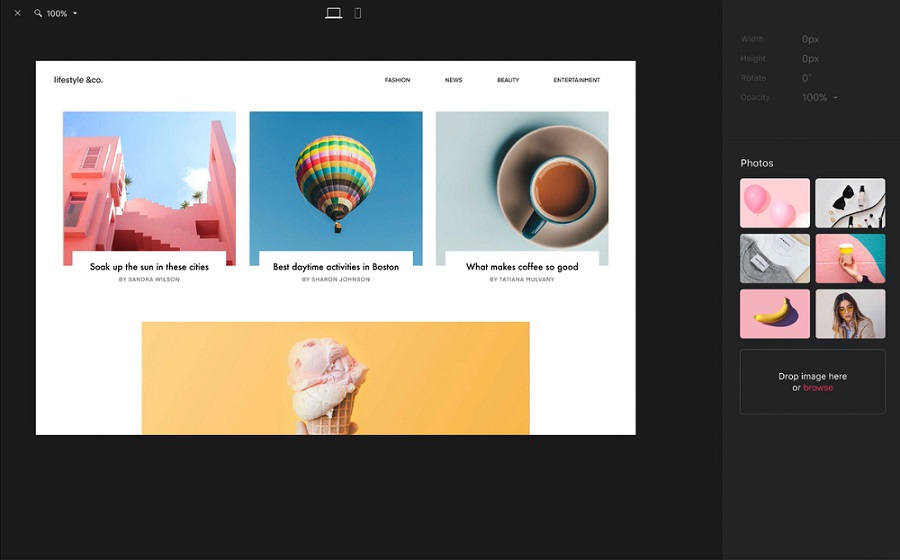 100%
lifestyle &co.
FASHION NEWS BEAUTY ENTERTAINMENT
Soak up the sun in these cities
BY SANDRA WILSON
Best daytime activities in Boston
BY SHARON JOHNSON
What makes coffee so good
BY TATIANA MULVANY
Width 0px
Height 0px
Rotate 0°
Opacity 100%
Photos
Drop image here
or browse